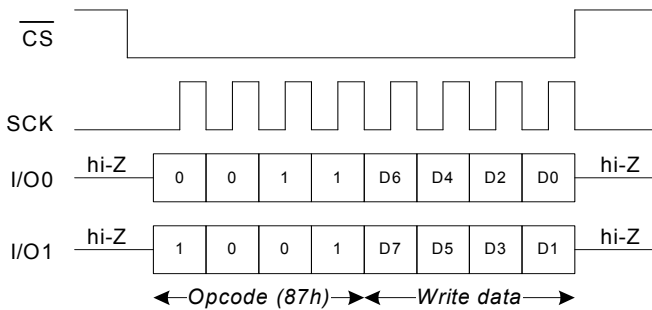 CS
SCK
I/O0 hi-Z 0 0 1 1 D6 D4 D2 D0 hi-Z
I/O1 hi-Z 1 0 0 1 D7 D5 D3 D1 hi-Z
Opcode (87h) Write data